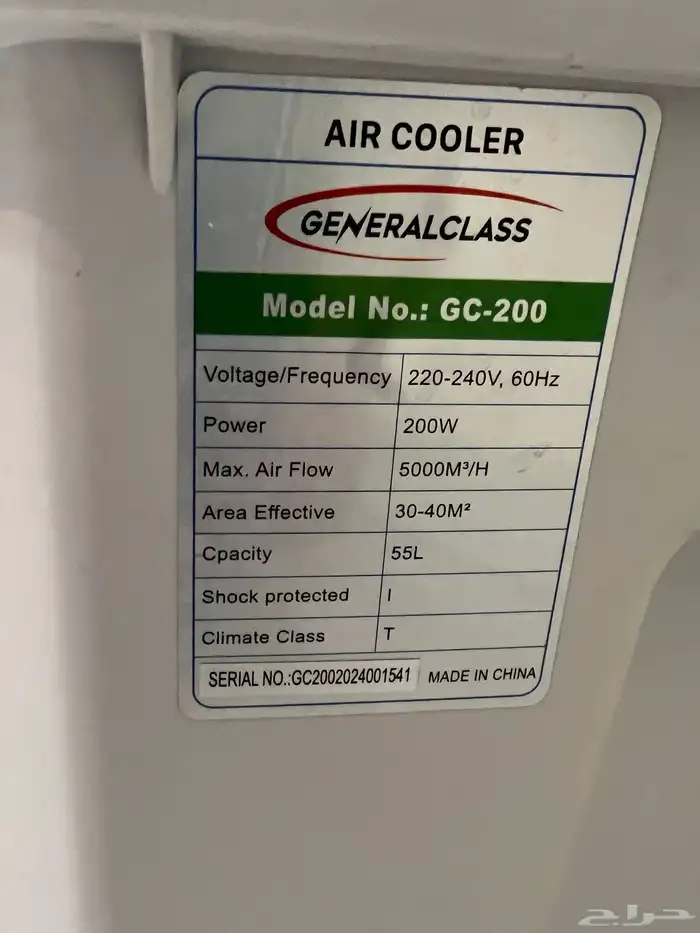 AIR COOLER
GENERALCLASS
Model No.: GC-200
Voltage/Frequency 220-240V, 60Hz
Power 200W
Max. Air Flow 5000M³/H
Area Effective 30-40M²
Cpacity 55L
Shock protected I
Climate Class T
SERIAL NO.:GC2002024001541 MADE IN CHINA
حراج